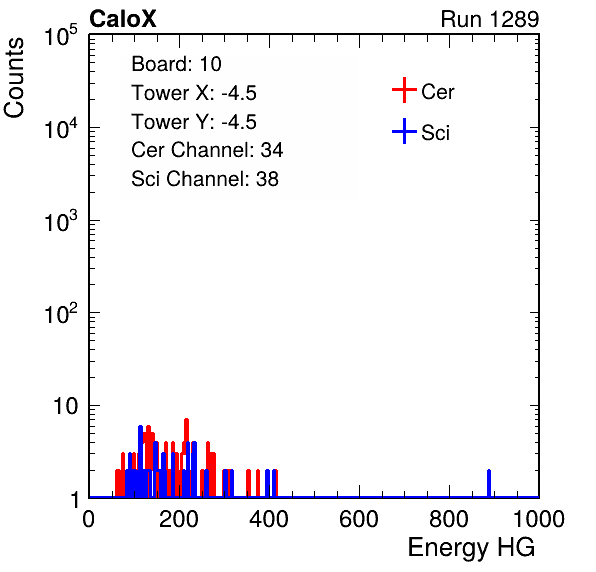 CaloX Run 1289
Counts
Board: 10
Tower X: -4.5
Tower Y: -4.5
Cer Channel: 34
Sci Channel: 38
Cer
Sci
10^5
10^4
10^3
10^2
10
1
0 200 400 600 800 1000
Energy HG